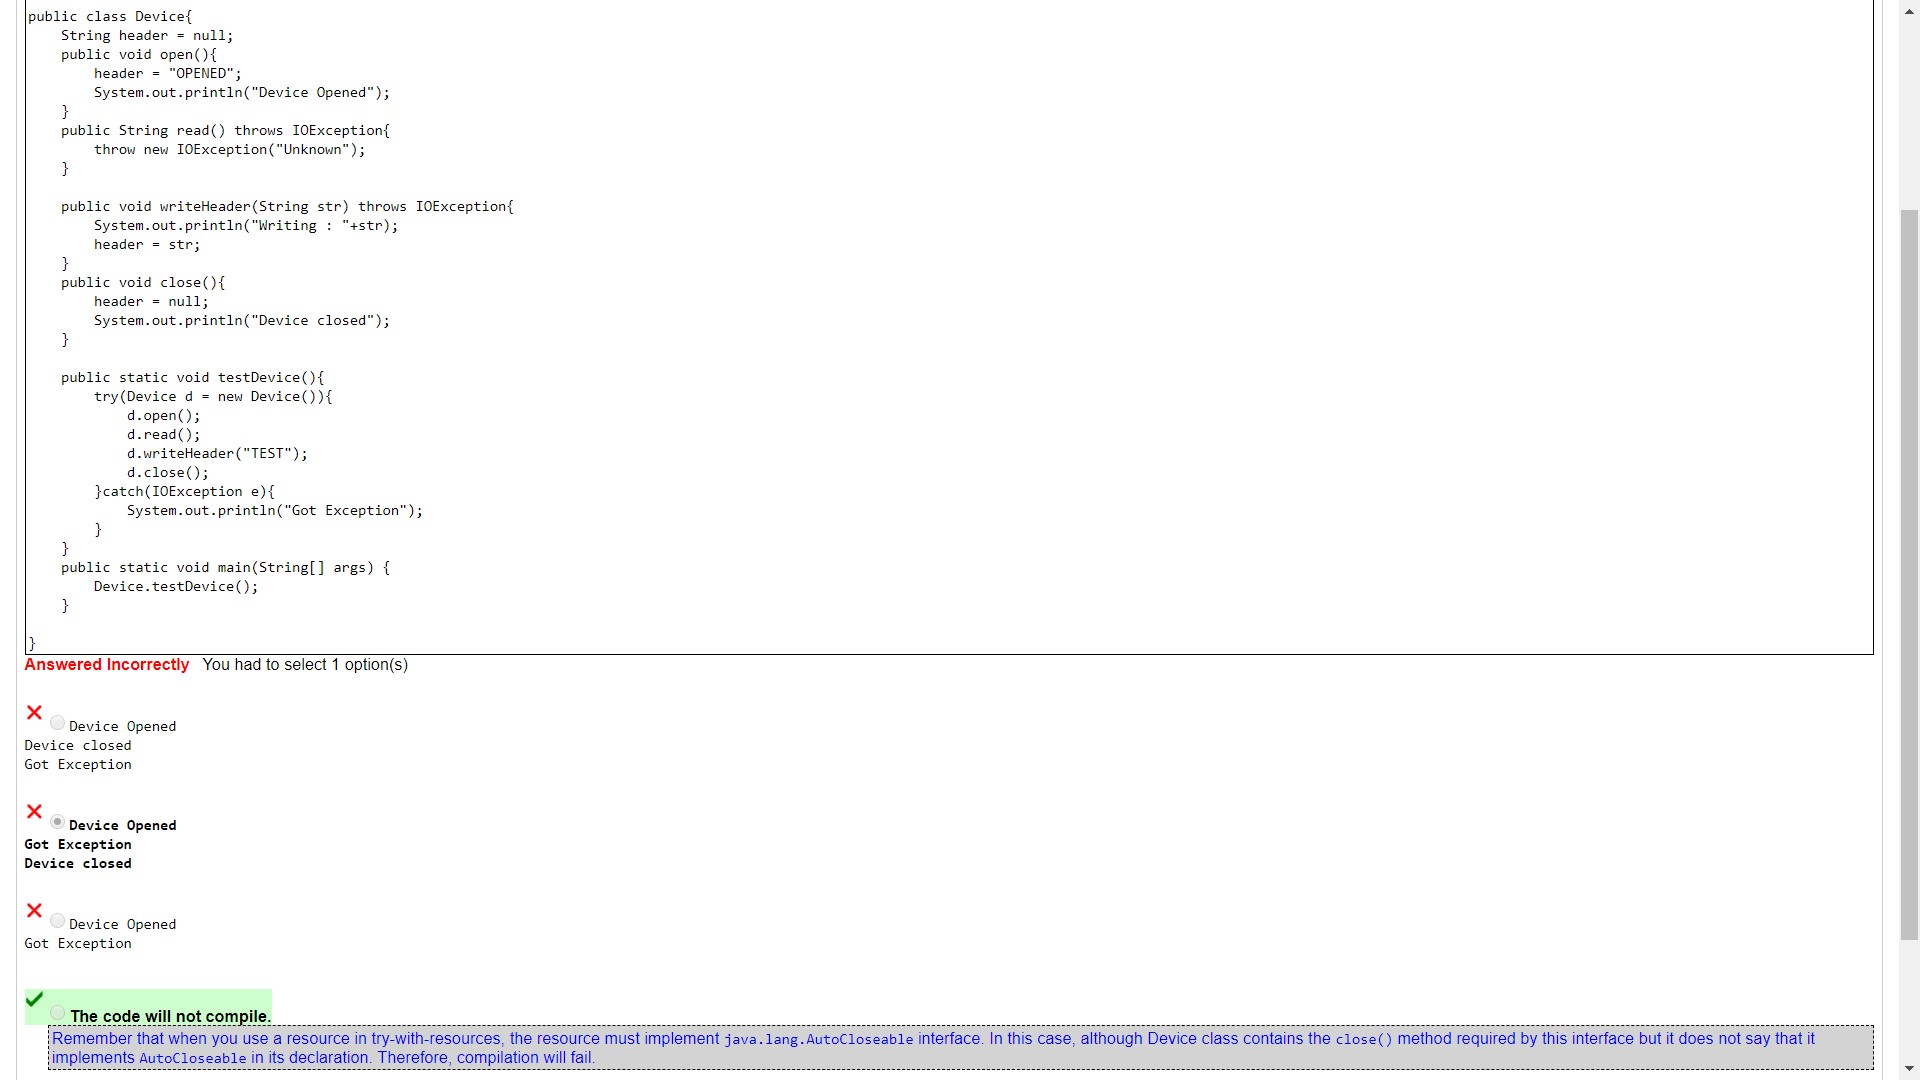 public class Device{
    String header = null;
    public void open(){
        header = "OPENED";
        System.out.println("Device Opened");
    }
    public String read() throws IOException{
        throw new IOException("Unknown");
    }
    public void writeHeader(String str) throws IOException{
        System.out.println("Writing : "+str);
        header = str;
    }
    public void close(){
        header = null;
        System.out.println("Device closed");
    }
    public static void testDevice(){
        try(Device d = new Device()){
            d.open();
            d.read();
            d.writeHeader("TEST");
            d.close();
        }catch(IOException e){
            System.out.println("Got Exception");
        }
    }
    public static void main(String[] args) {
        Device.testDevice();
    }
}
Answered Incorrectly   You had to select 1 option(s)
Device Opened
Device closed
Got Exception
Device Opened
Got Exception
Device closed
Device Opened
Got Exception
The code will not compile.
Remember that when you use a resource in try-with-resources, the resource must implement java.lang.AutoCloseable interface. In this case, although Device class contains the close() method required by this interface but it does not say that it
implements AutoCloseable in its declaration. Therefore, compilation will fail.